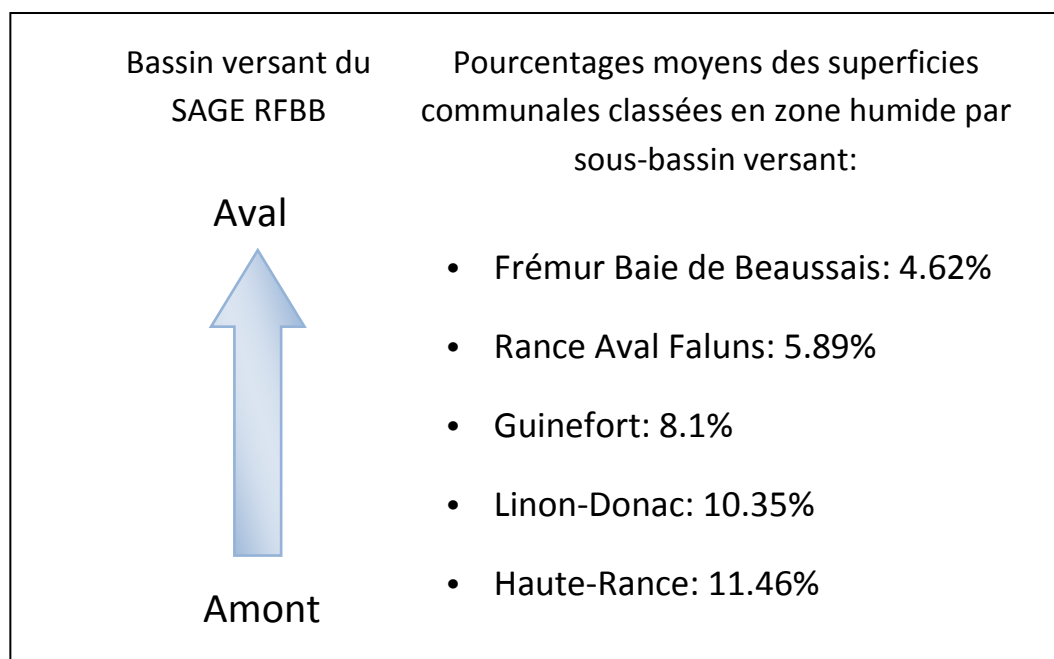 Bassin versant du
SAGE RFBB
Pourcentages moyens des superficies
communales classées en zone humide par
sous-bassin versant:
Aval
• Frémur Baie de Beaussais: 4.62%
• Rance Aval Faluns: 5.89%
• Guinefort: 8.1%
• Linon-Donac: 10.35%
• Haute-Rance: 11.46%
Amont